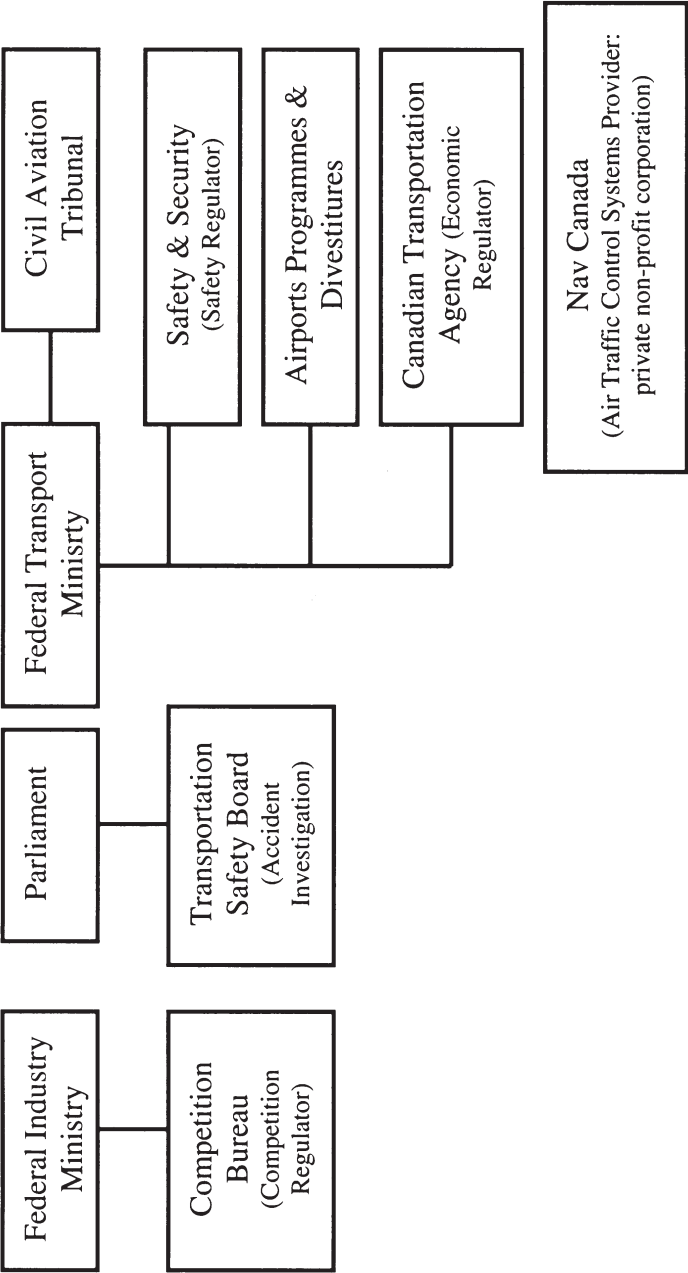 Federal Industry
Ministry
Parliament
Federal Transport
Minisrty
Civil Aviation
Tribunal
Competition
Bureau
(Competition
Regulator)
Transportation
Safety Board
(Accident
Investigation)
Safety & Security
(Safety Regulator)
Airports Programmes &
Divestitures
Canadian Transportation
Agency (Economic
Regulator)
Nav Canada
(Air Traffic Control Systems Provider:
private non-profit corporation)